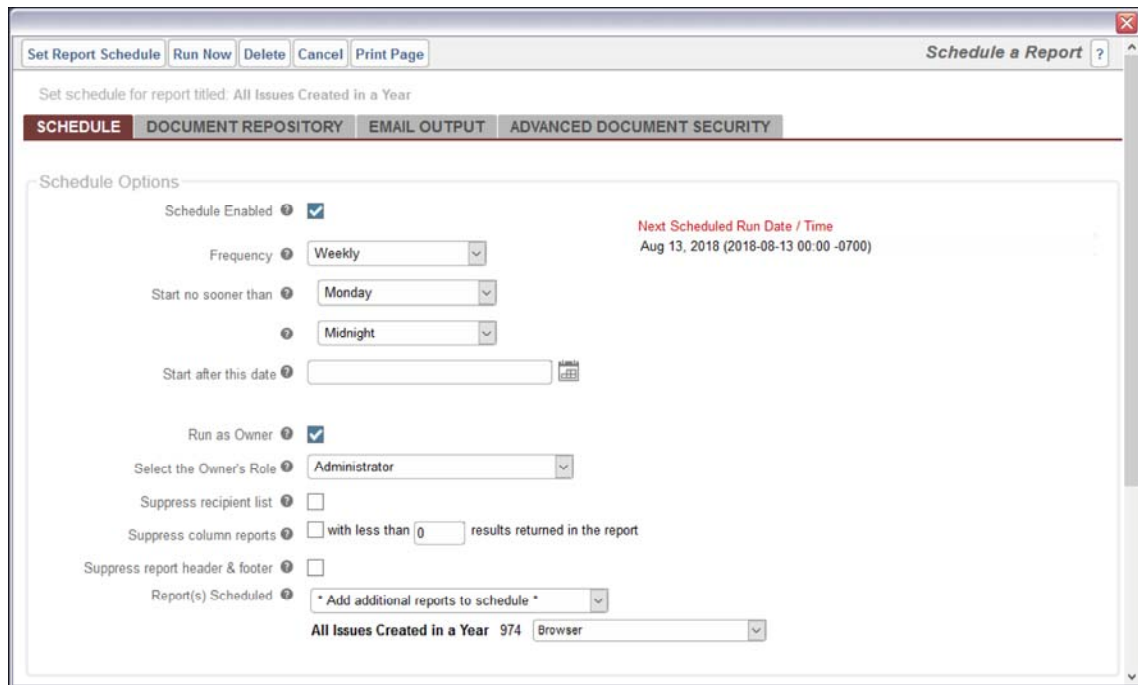 Set Report Schedule Run Now Delete Cancel Print Page Schedule a Report ?
Set schedule for report titled: All Issues Created in a Year
SCHEDULE DOCUMENT REPOSITORY EMAIL OUTPUT ADVANCED DOCUMENT SECURITY
Schedule Options
Schedule Enabled ?
Next Scheduled Run Date / Time
Aug 13, 2018 (2018-08-13 00:00 -0700)
Frequency ? Weekly
Start no sooner than ? Monday
? Midnight
Start after this date ?
Run as Owner ?
Select the Owner's Role ? Administrator
Suppress recipient list ?
Suppress column reports ? with less than 0 results returned in the report
Suppress report header & footer ?
Report(s) Scheduled ? * Add additional reports to schedule *
All Issues Created in a Year 974 Browser